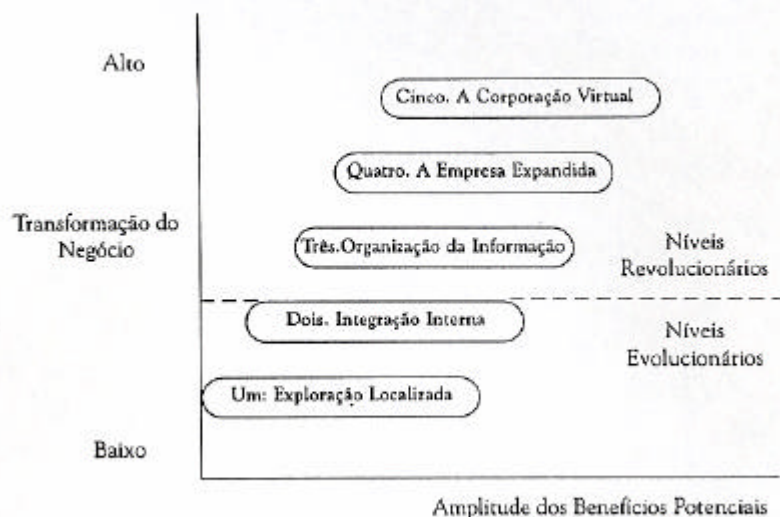 Alto
Cinco. A Corporação Virtual
Quatro. A Empresa Expandida
Transformação do
Negócio
Três.Organização da Informação
Níveis
Revolucionários
Dois. Integração Interna
Níveis
Evolucionários
Um: Exploração Localizada
Baixo
Amplitude dos Benefícios Potenciais